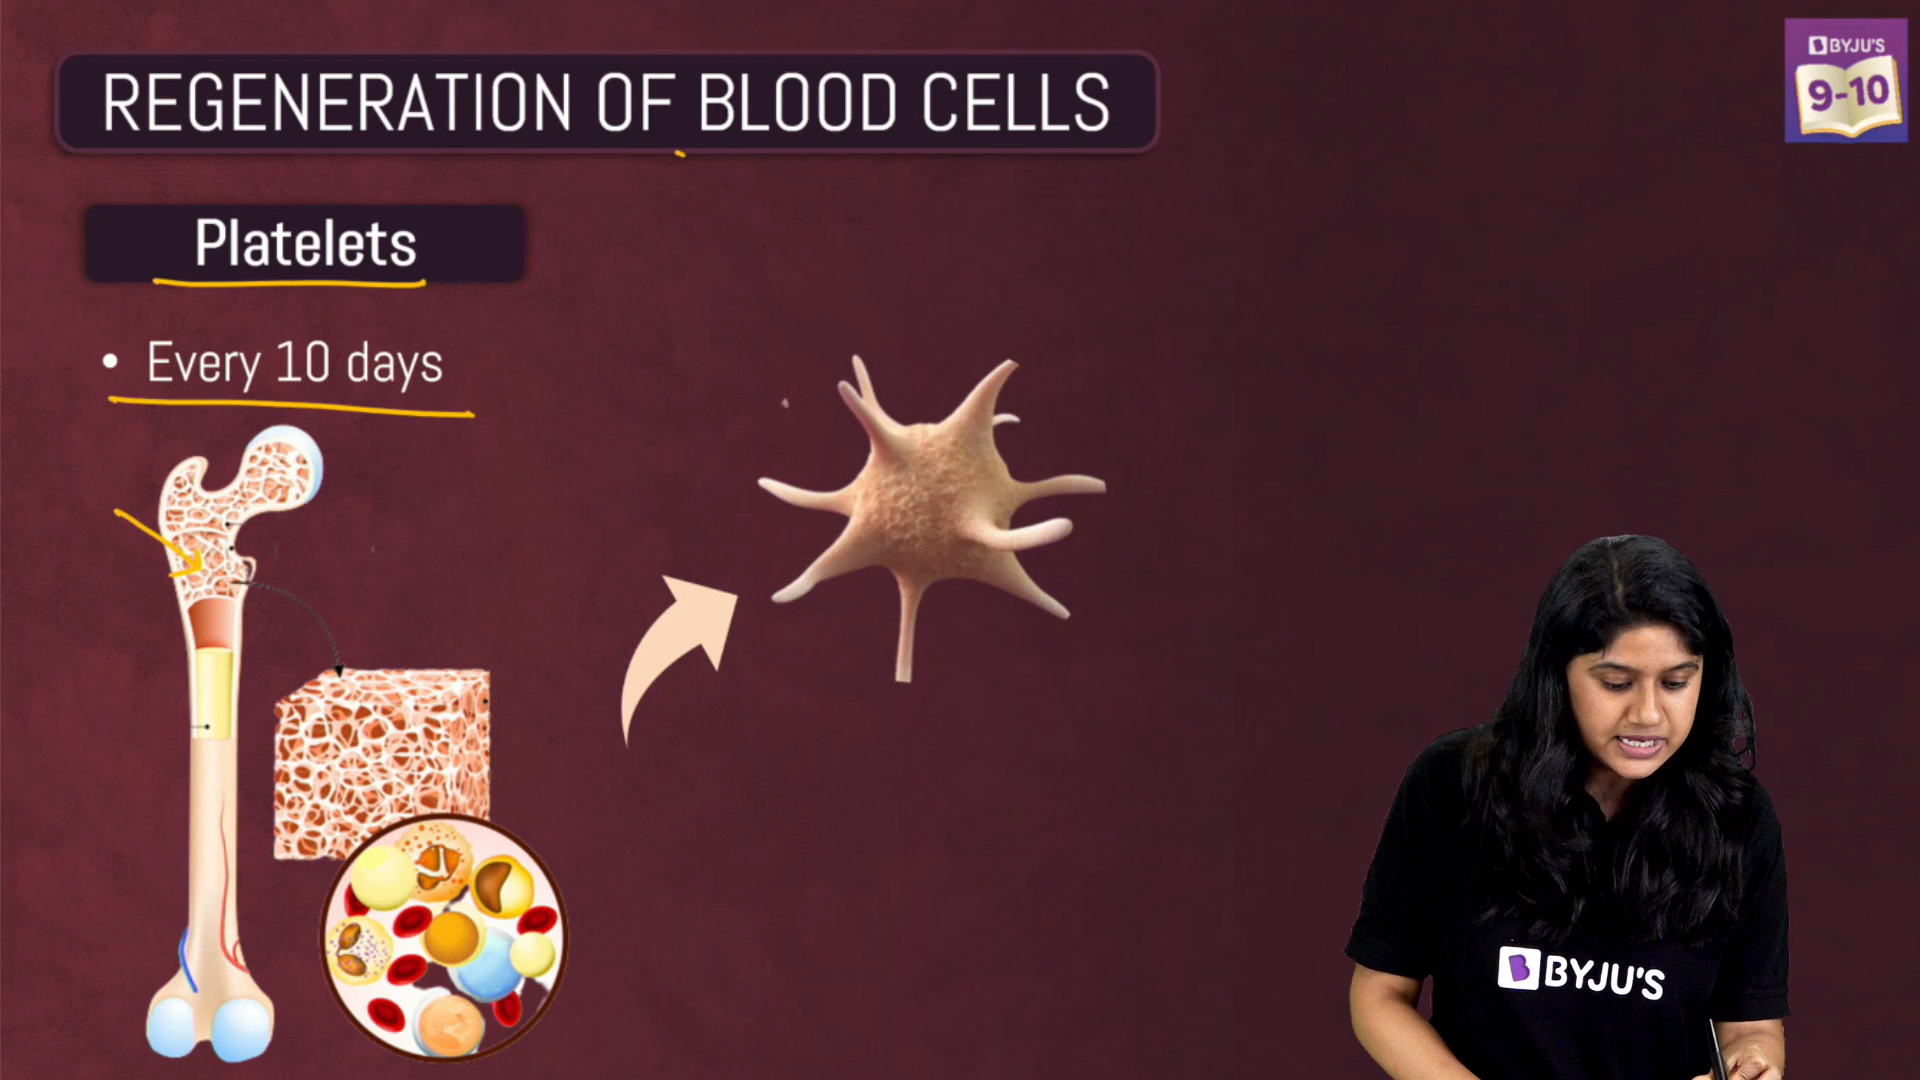 REGENERATION OF BLOOD CELLS
BYJU'S
9-10
Platelets
• Every 10 days
BYJU'S